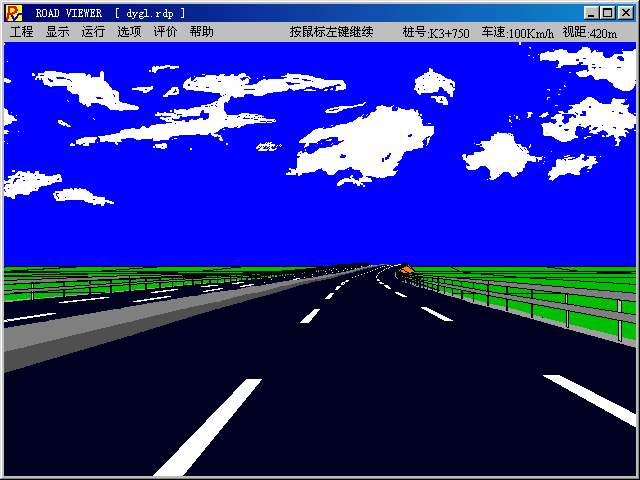 ROAD VIEWER [ dygl.rdp ]
工程 显示 运行 选项 评价 帮助 按鼠标左键继续 桩号:K3+750 车速:100Km/h 视距:420m